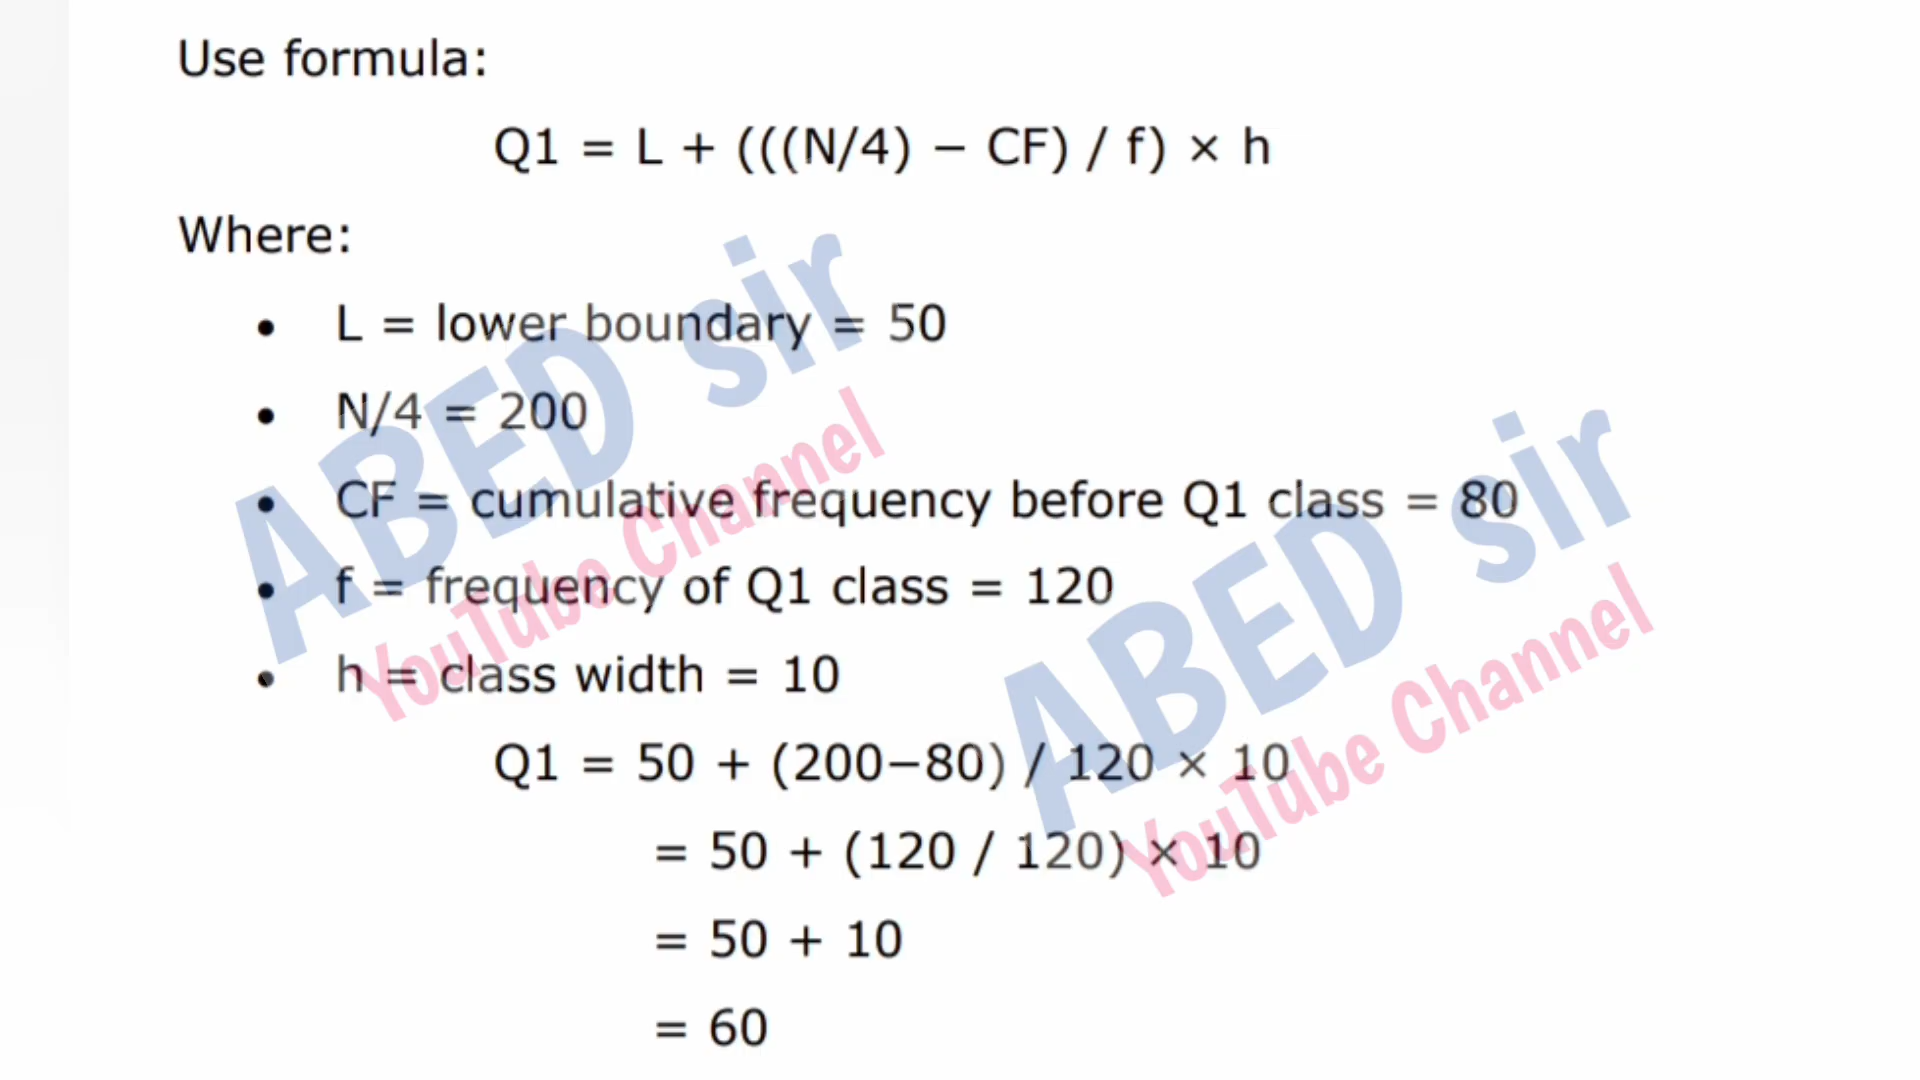 Use formula:
Q1 = L + (((N/4) − CF) / f) × h
Where:
• L = lower boundary = 50
• N/4 = 200
• CF = cumulative frequency before Q1 class = 80
• f = frequency of Q1 class = 120
• h = class width = 10
Q1 = 50 + (200−80) / 120 × 10
= 50 + (120 / 120) × 10
= 50 + 10
= 60
ABED sir
YouTube Channel
ABED sir
YouTube Channel